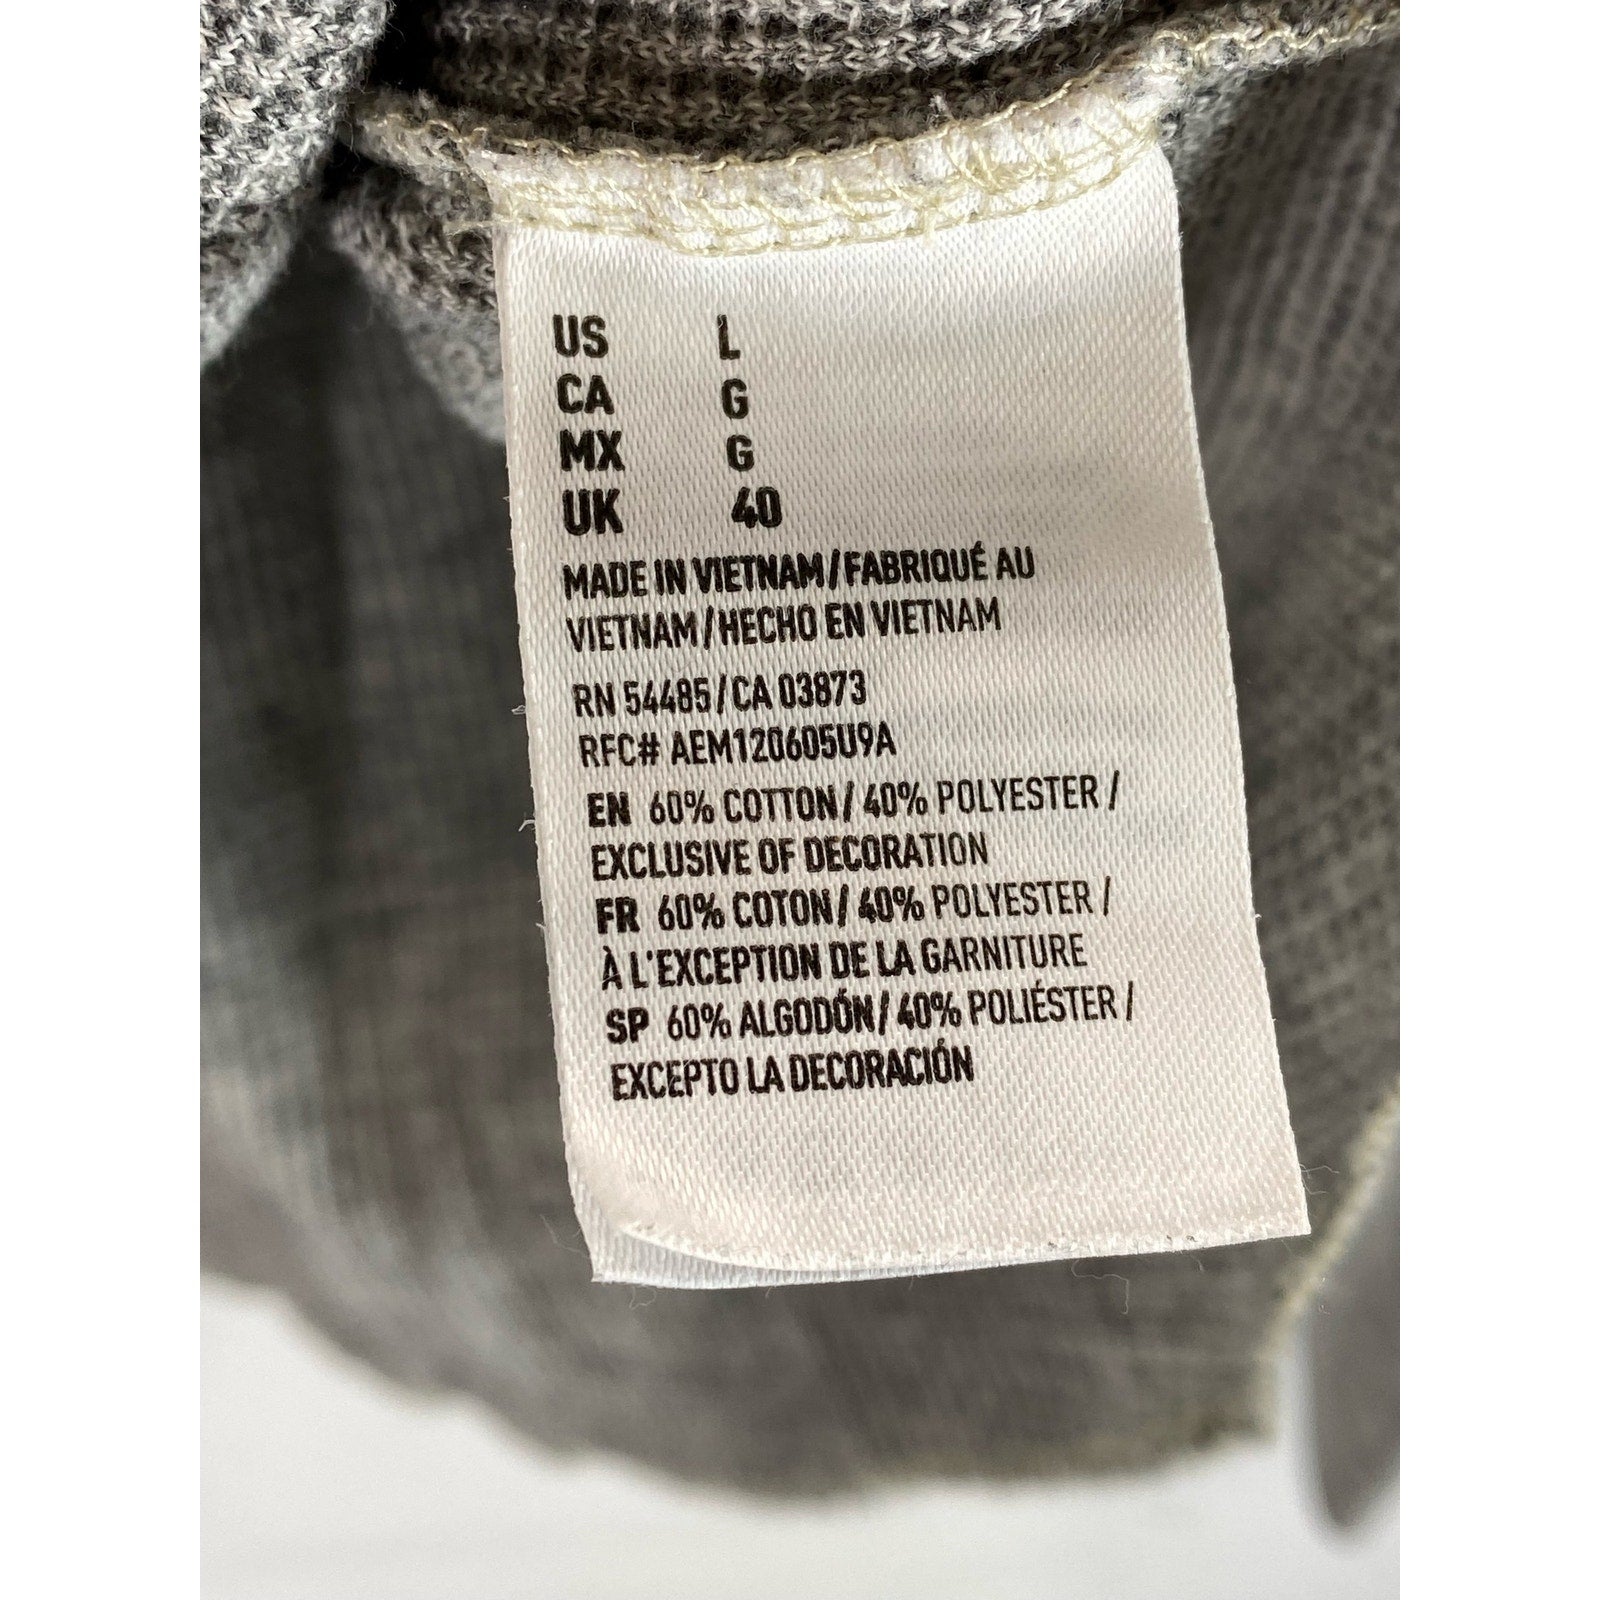 US L
CA G
MX G
UK 40
MADE IN VIETNAM/FABRIQUÉ AU
VIETNAM/HECHO EN VIETNAM
RN 54485/CA 03873
RFC# AEM120605U9A
EN 60% COTTON/ 40% POLYESTER /
EXCLUSIVE OF DECORATION
FR 60% COTON/ 40% POLYESTER /
À L'EXCEPTION DE LA GARNITURE
SP 60% ALGODÓN/ 40% POLIÉSTER /
EXCEPTO LA DECORACIÓN